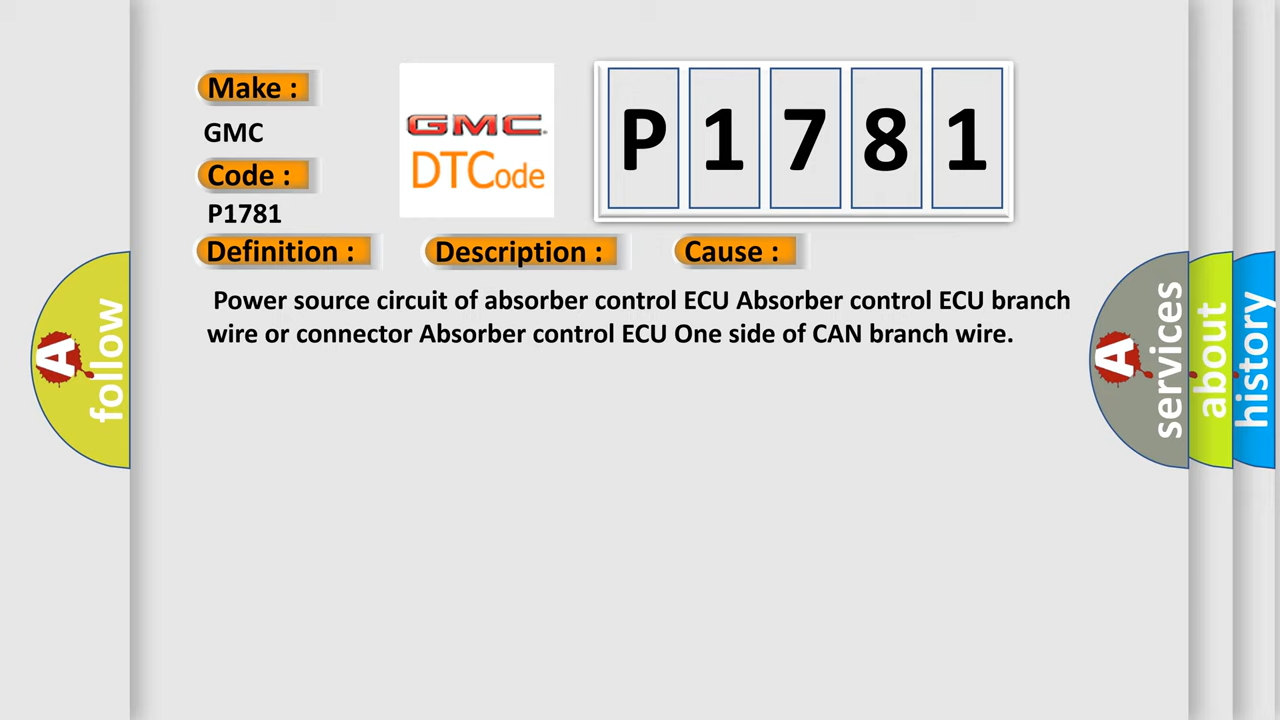 Make :
GMC
Code :
P1781
GMC
DTCode
P 1 7 8 1
Definition :
Description :
Cause :
Power source circuit of absorber control ECU Absorber control ECU branch
wire or connector Absorber control ECU One side of CAN branch wire.
A
follow
A
services
about
history